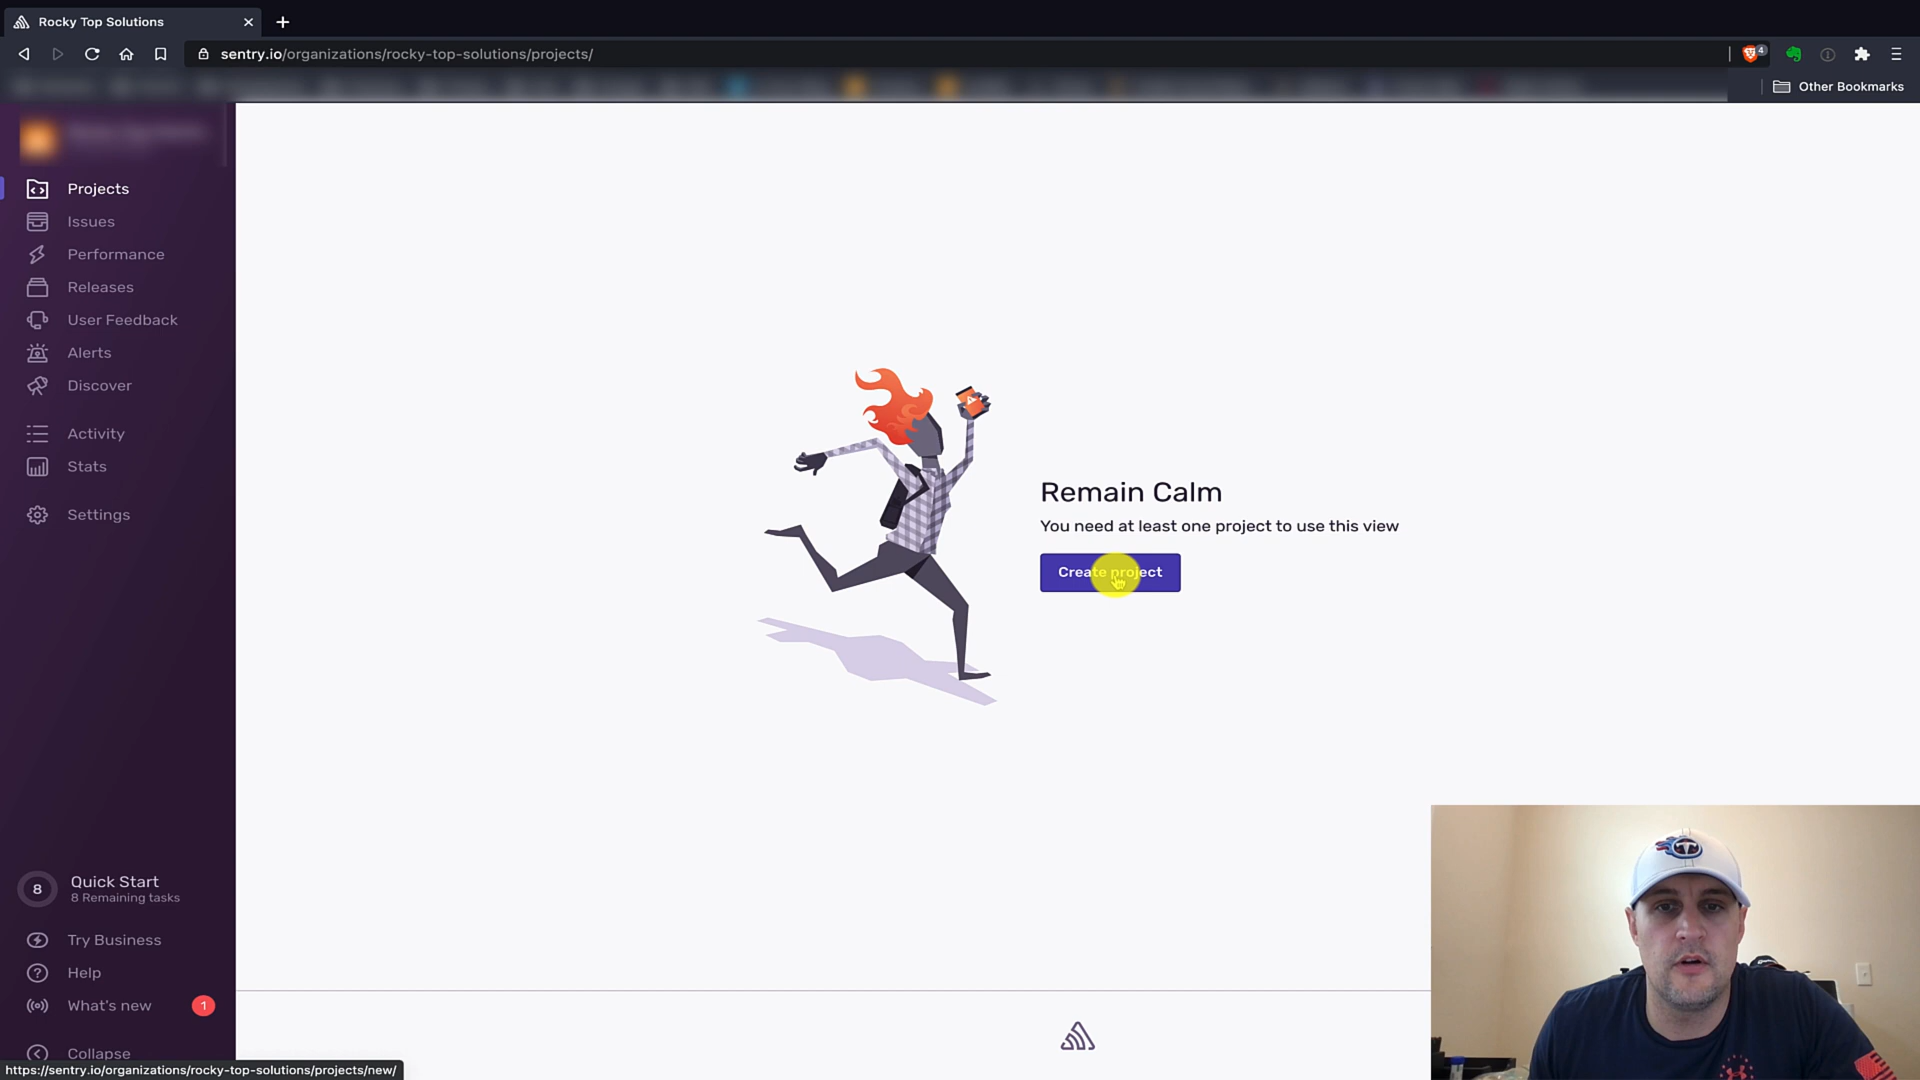 Rocky Top Solutions
sentry.io/organizations/rocky-top-solutions/projects/
4
Other Bookmarks
Projects
Issues
Performance
Releases
User Feedback
Alerts
Discover
Activity
Stats
Settings
Remain Calm
You need at least one project to use this view
Create project
8
Quick Start
8 Remaining tasks
Try Business
Help
What's new
1
Collapse
https://sentry.io/organizations/rocky-top-solutions/projects/new/